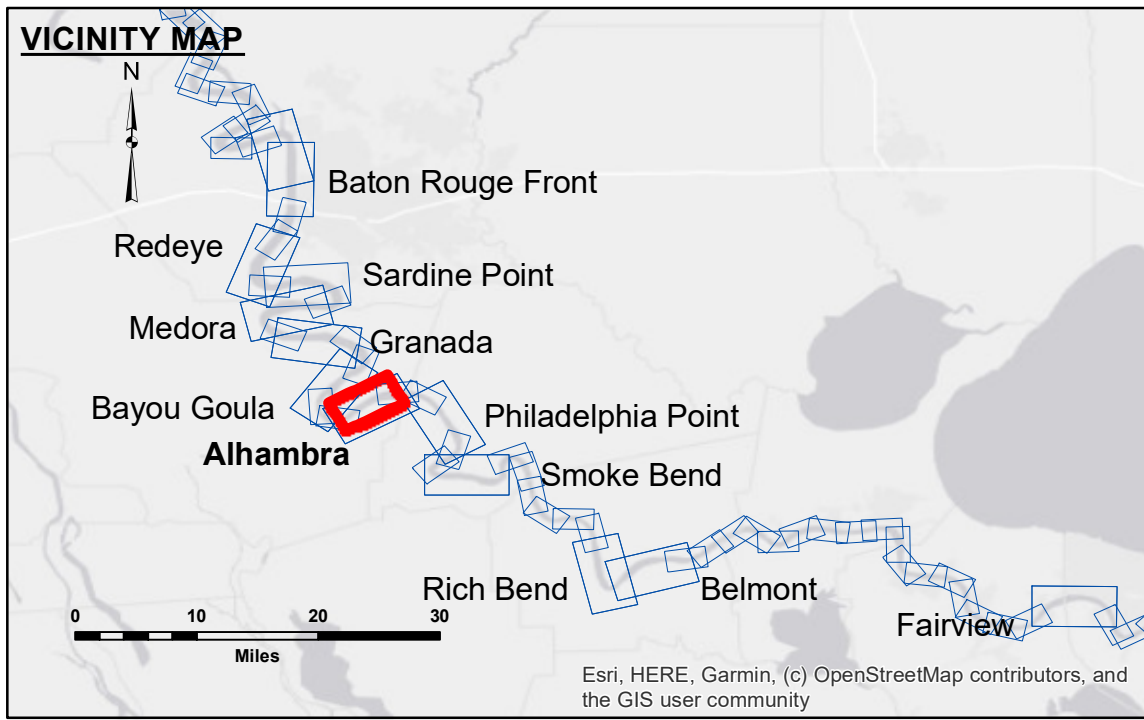 VICINITY MAP
N
Baton Rouge Front
Redeye
Sardine Point
Medora
Granada
Bayou Goula
Philadelphia Point
Alhambra
Smoke Bend
Rich Bend
Belmont
Fairview
0 10 20 30
Miles
Esri, HERE, Garmin, (c) OpenStreetMap contributors, and
the GIS user community